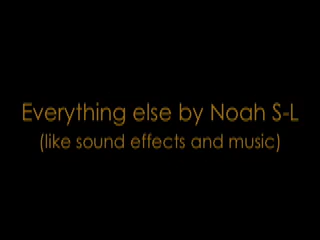 Everything else by Noah S-L
(like sound effects and music)